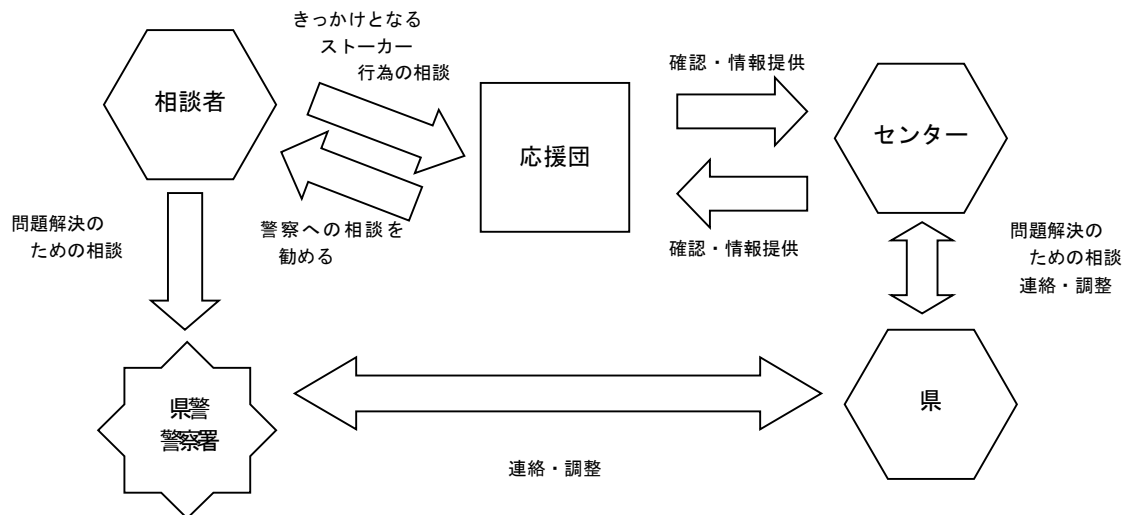 きっかけとなる
ストーカー
行為の相談
相談者
応援団
確認・情報提供
センター
確認・情報提供
問題解決の
ための相談
警察への相談を
勧める
問題解決の
ための相談
連絡・調整
県警
警察署
県
連絡・調整